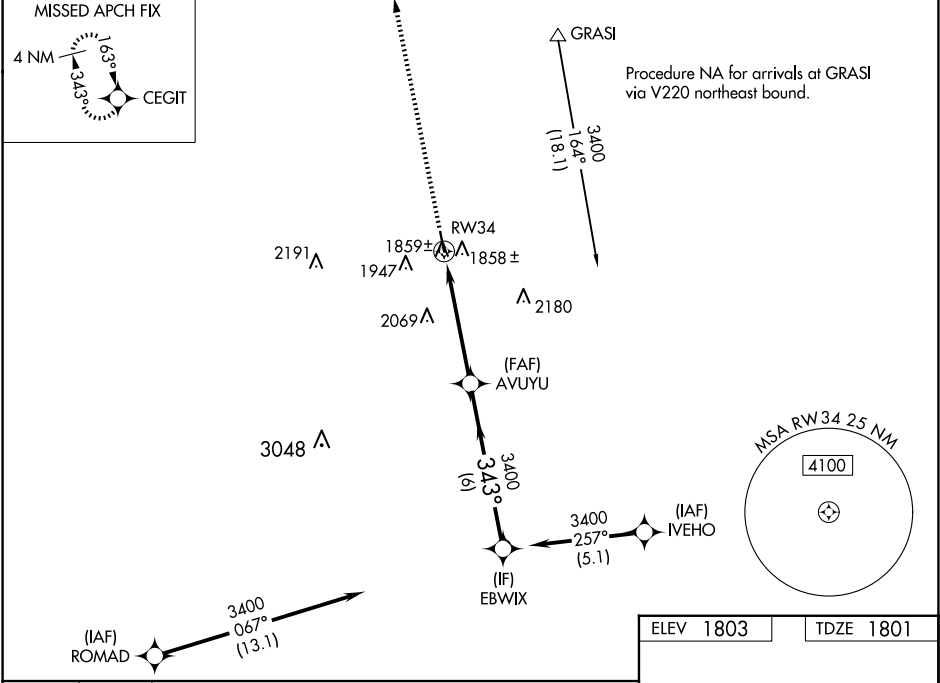 MISSED APCH FIX
4 NM
163°
343°
CEGIT
GRASI
Procedure NA for arrivals at GRASI
via V220 northeast bound.
3400
164°
(18.1)
RW34
2191
1859±
1947
1858 ±
2180
2069
(FAF)
AVUYU
3048
3400
343°
(6)
MSA RW34 25 NM
4100
(IAF)
IVEHO
3400
257°
(5.1)
(IF)
EBWIX
3400
067°
(13.1)
(IAF)
ROMAD
ELEV 1803
TDZE 1801